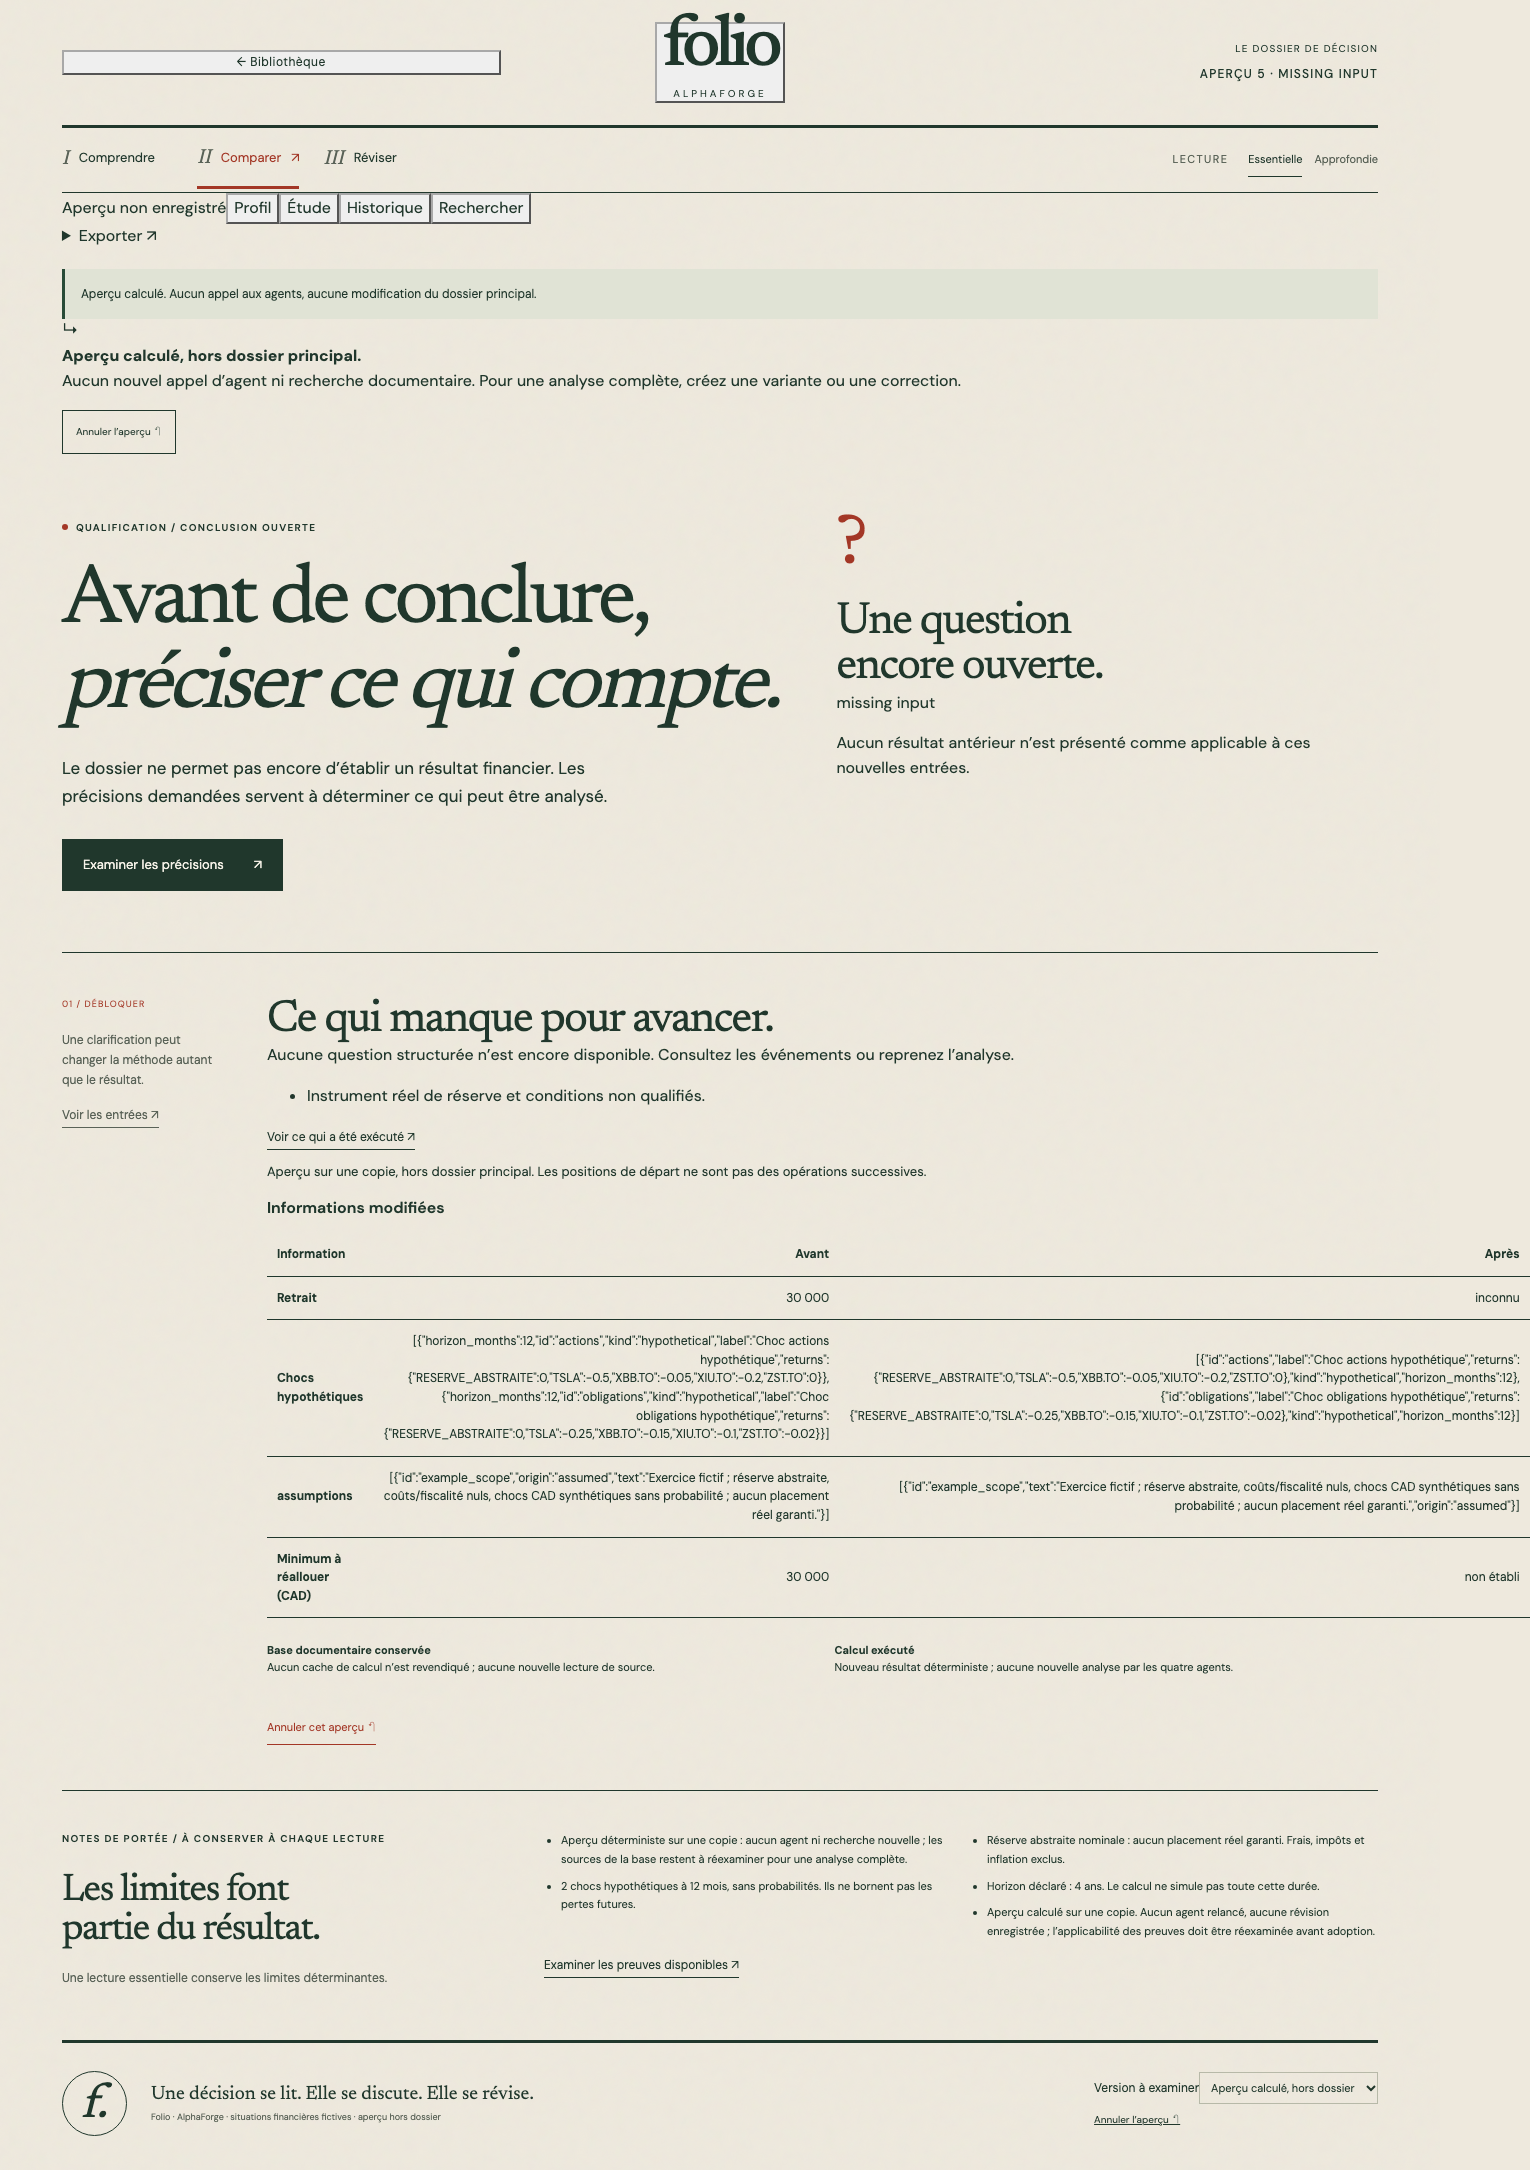 ← Bibliothèque
folio
ALPHAFORGE
LE DOSSIER DE DÉCISION
APERÇU 5 · MISSING INPUT
I Comprendre
II Comparer ↗
III Réviser
LECTURE Essentielle Approfondie
Aperçu non enregistré Profil Étude Historique Rechercher
▶ Exporter ↗
Aperçu calculé. Aucun appel aux agents, aucune modification du dossier principal.
↳
Aperçu calculé, hors dossier principal.
Aucun nouvel appel d’agent ni recherche documentaire. Pour une analyse complète, créez une variante ou une correction.
Annuler l’aperçu ↰
QUALIFICATION / CONCLUSION OUVERTE
Avant de conclure,
préciser ce qui compte.
Le dossier ne permet pas encore d’établir un résultat financier. Les
précisions demandées servent à déterminer ce qui peut être analysé.
Examiner les précisions ↗
?
Une question
encore ouverte.
missing input
Aucun résultat antérieur n’est présenté comme applicable à ces
nouvelles entrées.
01 / DÉBLOQUER
Une clarification peut
changer la méthode autant
que le résultat.
Voir les entrées ↗
Ce qui manque pour avancer.
Aucune question structurée n’est encore disponible. Consultez les événements ou reprenez l’analyse.
• Instrument réel de réserve et conditions non qualifiés.
Voir ce qui a été exécuté ↗
Aperçu sur une copie, hors dossier principal. Les positions de départ ne sont pas des opérations successives.
Informations modifiées
Information Avant Après
Retrait 30 000 inconnu
Chocs
hypothétiques
[{"horizon_months":12,"id":"actions","kind":"hypothetical","label":"Choc actions
hypothétique","returns":
{"RESERVE_ABSTRAITE":0,"TSLA":-0.5,"XBB.TO":-0.05,"XIU.TO":-0.2,"ZST.TO":0}},
{"horizon_months":12,"id":"obligations","kind":"hypothetical","label":"Choc
obligations hypothétique","returns":
{"RESERVE_ABSTRAITE":0,"TSLA":-0.25,"XBB.TO":-0.15,"XIU.TO":-0.1,"ZST.TO":-0.02}}]
[{"id":"actions","label":"Choc actions hypothétique","returns":
{"RESERVE_ABSTRAITE":0,"TSLA":-0.5,"XBB.TO":-0.05,"XIU.TO":-0.2,"ZST.TO":0},"kind":"hypothetical","horizon_months":12},
{"id":"obligations","label":"Choc obligations hypothétique","returns":
{"RESERVE_ABSTRAITE":0,"TSLA":-0.25,"XBB.TO":-0.15,"XIU.TO":-0.1,"ZST.TO":-0.02},"kind":"hypothetical","horizon_months":12}]
assumptions
[{"id":"example_scope","origin":"assumed","text":"Exercice fictif ; réserve abstraite,
coûts/fiscalité nuls, chocs CAD synthétiques sans probabilité ; aucun placement
réel garanti."}]
[{"id":"example_scope","text":"Exercice fictif ; réserve abstraite, coûts/fiscalité nuls, chocs CAD synthétiques sans
probabilité ; aucun placement réel garanti.","origin":"assumed"}]
Minimum à
réallouer
(CAD)
30 000 non établi
Base documentaire conservée
Aucun cache de calcul n’est revendiqué ; aucune nouvelle lecture de source.
Calcul exécuté
Nouveau résultat déterministe ; aucune nouvelle analyse par les quatre agents.
Annuler cet aperçu ↰
NOTES DE PORTÉE / À CONSERVER À CHAQUE LECTURE
Les limites font
partie du résultat.
Une lecture essentielle conserve les limites déterminantes.
• Aperçu déterministe sur une copie : aucun agent ni recherche nouvelle ; les
sources de la base restent à réexaminer pour une analyse complète.
• 2 chocs hypothétiques à 12 mois, sans probabilités. Ils ne bornent pas les
pertes futures.
• Réserve abstraite nominale : aucun placement réel garanti. Frais, impôts et
inflation exclus.
• Horizon déclaré : 4 ans. Le calcul ne simule pas toute cette durée.
• Aperçu calculé sur une copie. Aucun agent relancé, aucune révision
enregistrée ; l’applicabilité des preuves doit être réexaminée avant adoption.
Examiner les preuves disponibles ↗
f.
Une décision se lit. Elle se discute. Elle se révise.
Folio · AlphaForge · situations financières fictives · aperçu hors dossier
Version à examiner Aperçu calculé, hors dossier
Annuler l’aperçu ↰